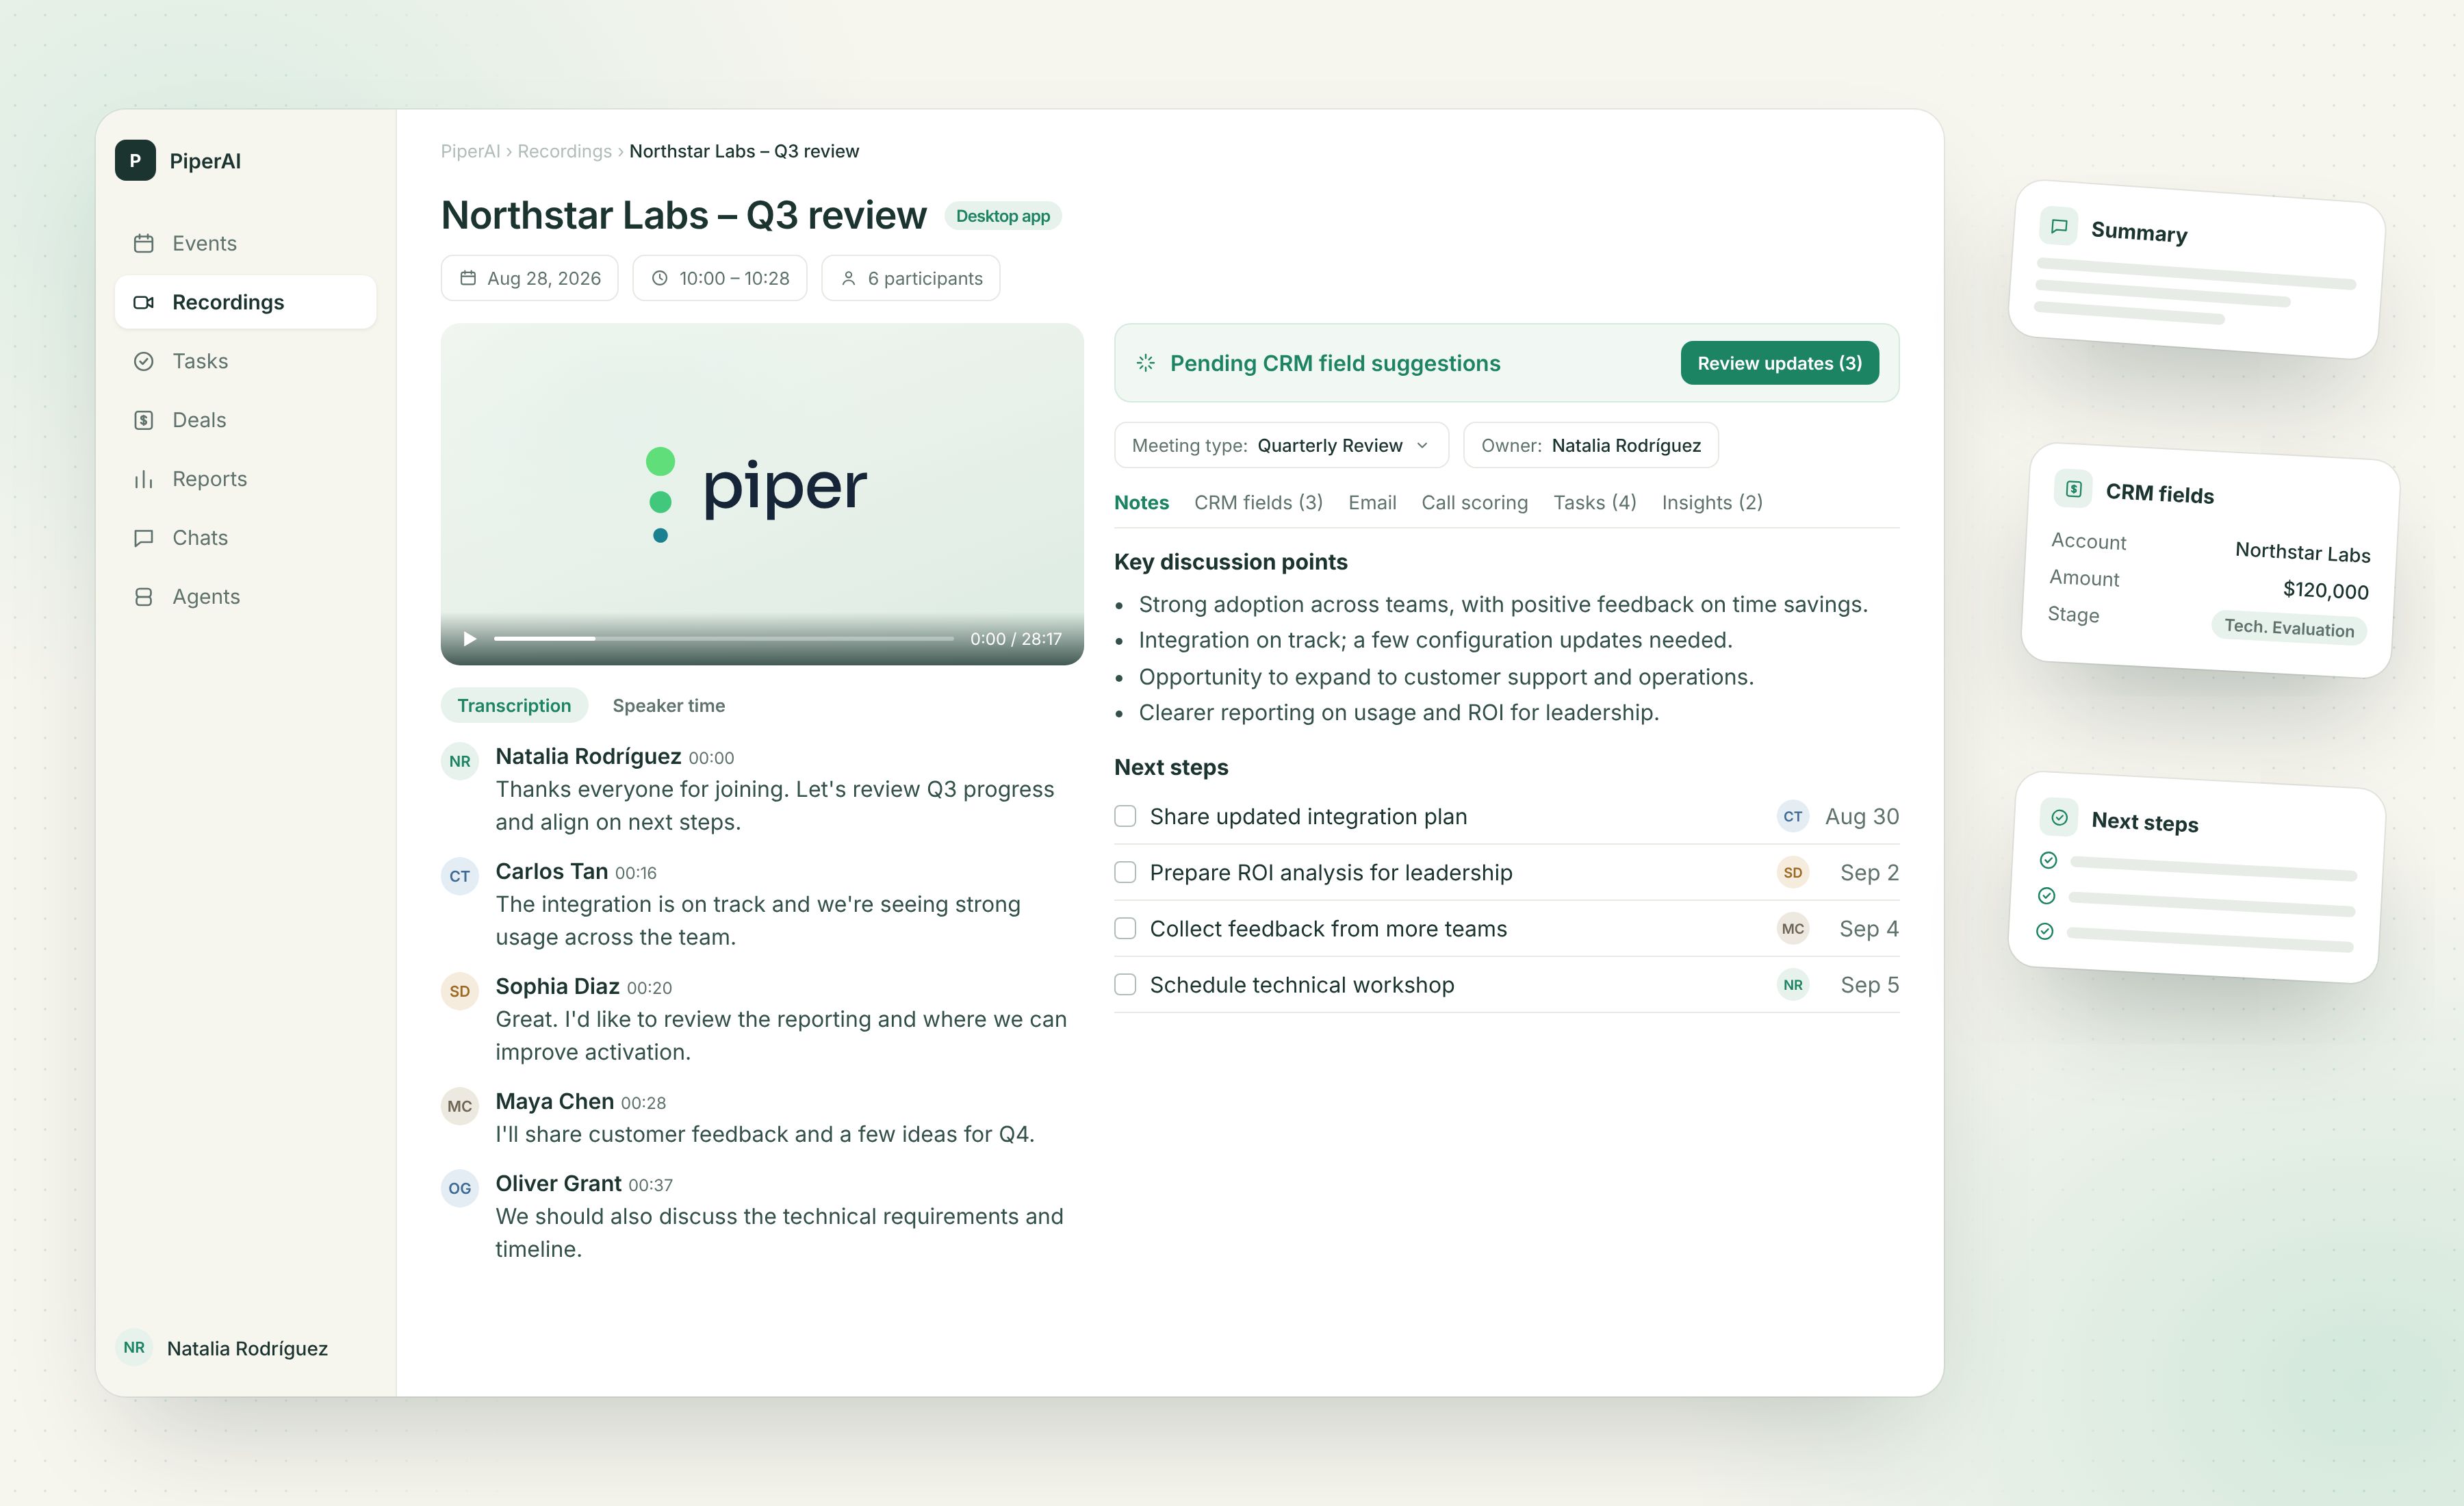 P PiperAI
Events
Recordings
Tasks
Deals
Reports
Chats
Agents
NR Natalia Rodríguez
PiperAI › Recordings › Northstar Labs – Q3 review
Northstar Labs – Q3 review Desktop app
Aug 28, 2026 10:00 – 10:28 6 participants
piper
0:00 / 28:17
Transcription Speaker time
NR Natalia Rodríguez 00:00
Thanks everyone for joining. Let's review Q3 progress
and align on next steps.
CT Carlos Tan 00:16
The integration is on track and we're seeing strong
usage across the team.
SD Sophia Diaz 00:20
Great. I'd like to review the reporting and where we can
improve activation.
MC Maya Chen 00:28
I'll share customer feedback and a few ideas for Q4.
OG Oliver Grant 00:37
We should also discuss the technical requirements and
timeline.
Pending CRM field suggestions Review updates (3)
Meeting type: Quarterly Review Owner: Natalia Rodríguez
Notes CRM fields (3) Email Call scoring Tasks (4) Insights (2)
Key discussion points
• Strong adoption across teams, with positive feedback on time savings.
• Integration on track; a few configuration updates needed.
• Opportunity to expand to customer support and operations.
• Clearer reporting on usage and ROI for leadership.
Next steps
Share updated integration plan CT Aug 30
Prepare ROI analysis for leadership SD Sep 2
Collect feedback from more teams MC Sep 4
Schedule technical workshop NR Sep 5
Summary
CRM fields
Account Northstar Labs
Amount $120,000
Stage Tech. Evaluation
Next steps